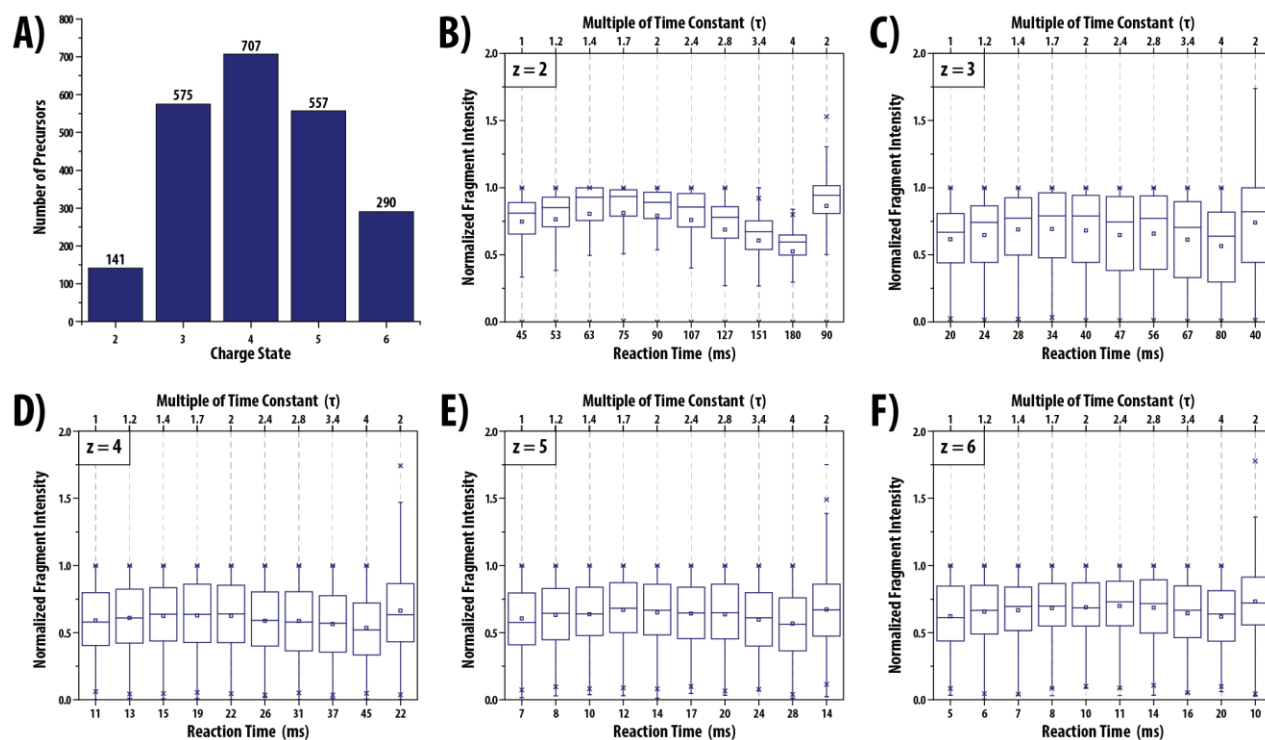 A)
Number of Precursors
800
700
600
500
400
300
200
100
0
141
575
707
557
290
2 3 4 5 6
Charge State
B)
Multiple of Time Constant (τ)
1 1.2 1.4 1.7 2 2.4 2.8 3.4 4 2
z = 2
Normalized Fragment Intensity
2.0
1.5
1.0
0.5
0.0
45 53 63 75 90 107 127 151 180 90
Reaction Time (ms)
C)
Multiple of Time Constant (τ)
1 1.2 1.4 1.7 2 2.4 2.8 3.4 4 2
z = 3
Normalized Fragment Intensity
2.0
1.5
1.0
0.5
0.0
20 24 28 34 40 47 56 67 80 40
Reaction Time (ms)
D)
Multiple of Time Constant (τ)
1 1.2 1.4 1.7 2 2.4 2.8 3.4 4 2
z = 4
Normalized Fragment Intensity
2.0
1.5
1.0
0.5
0.0
11 13 15 19 22 26 31 37 45 22
Reaction Time (ms)
E)
Multiple of Time Constant (τ)
1 1.2 1.4 1.7 2 2.4 2.8 3.4 4 2
z = 5
Normalized Fragment Intensity
2.0
1.5
1.0
0.5
0.0
7 8 10 12 14 17 20 24 28 14
Reaction Time (ms)
F)
Multiple of Time Constant (τ)
1 1.2 1.4 1.7 2 2.4 2.8 3.4 4 2
z = 6
Normalized Fragment Intensity
2.0
1.5
1.0
0.5
0.0
5 6 7 8 10 11 14 16 20 10
Reaction Time (ms)